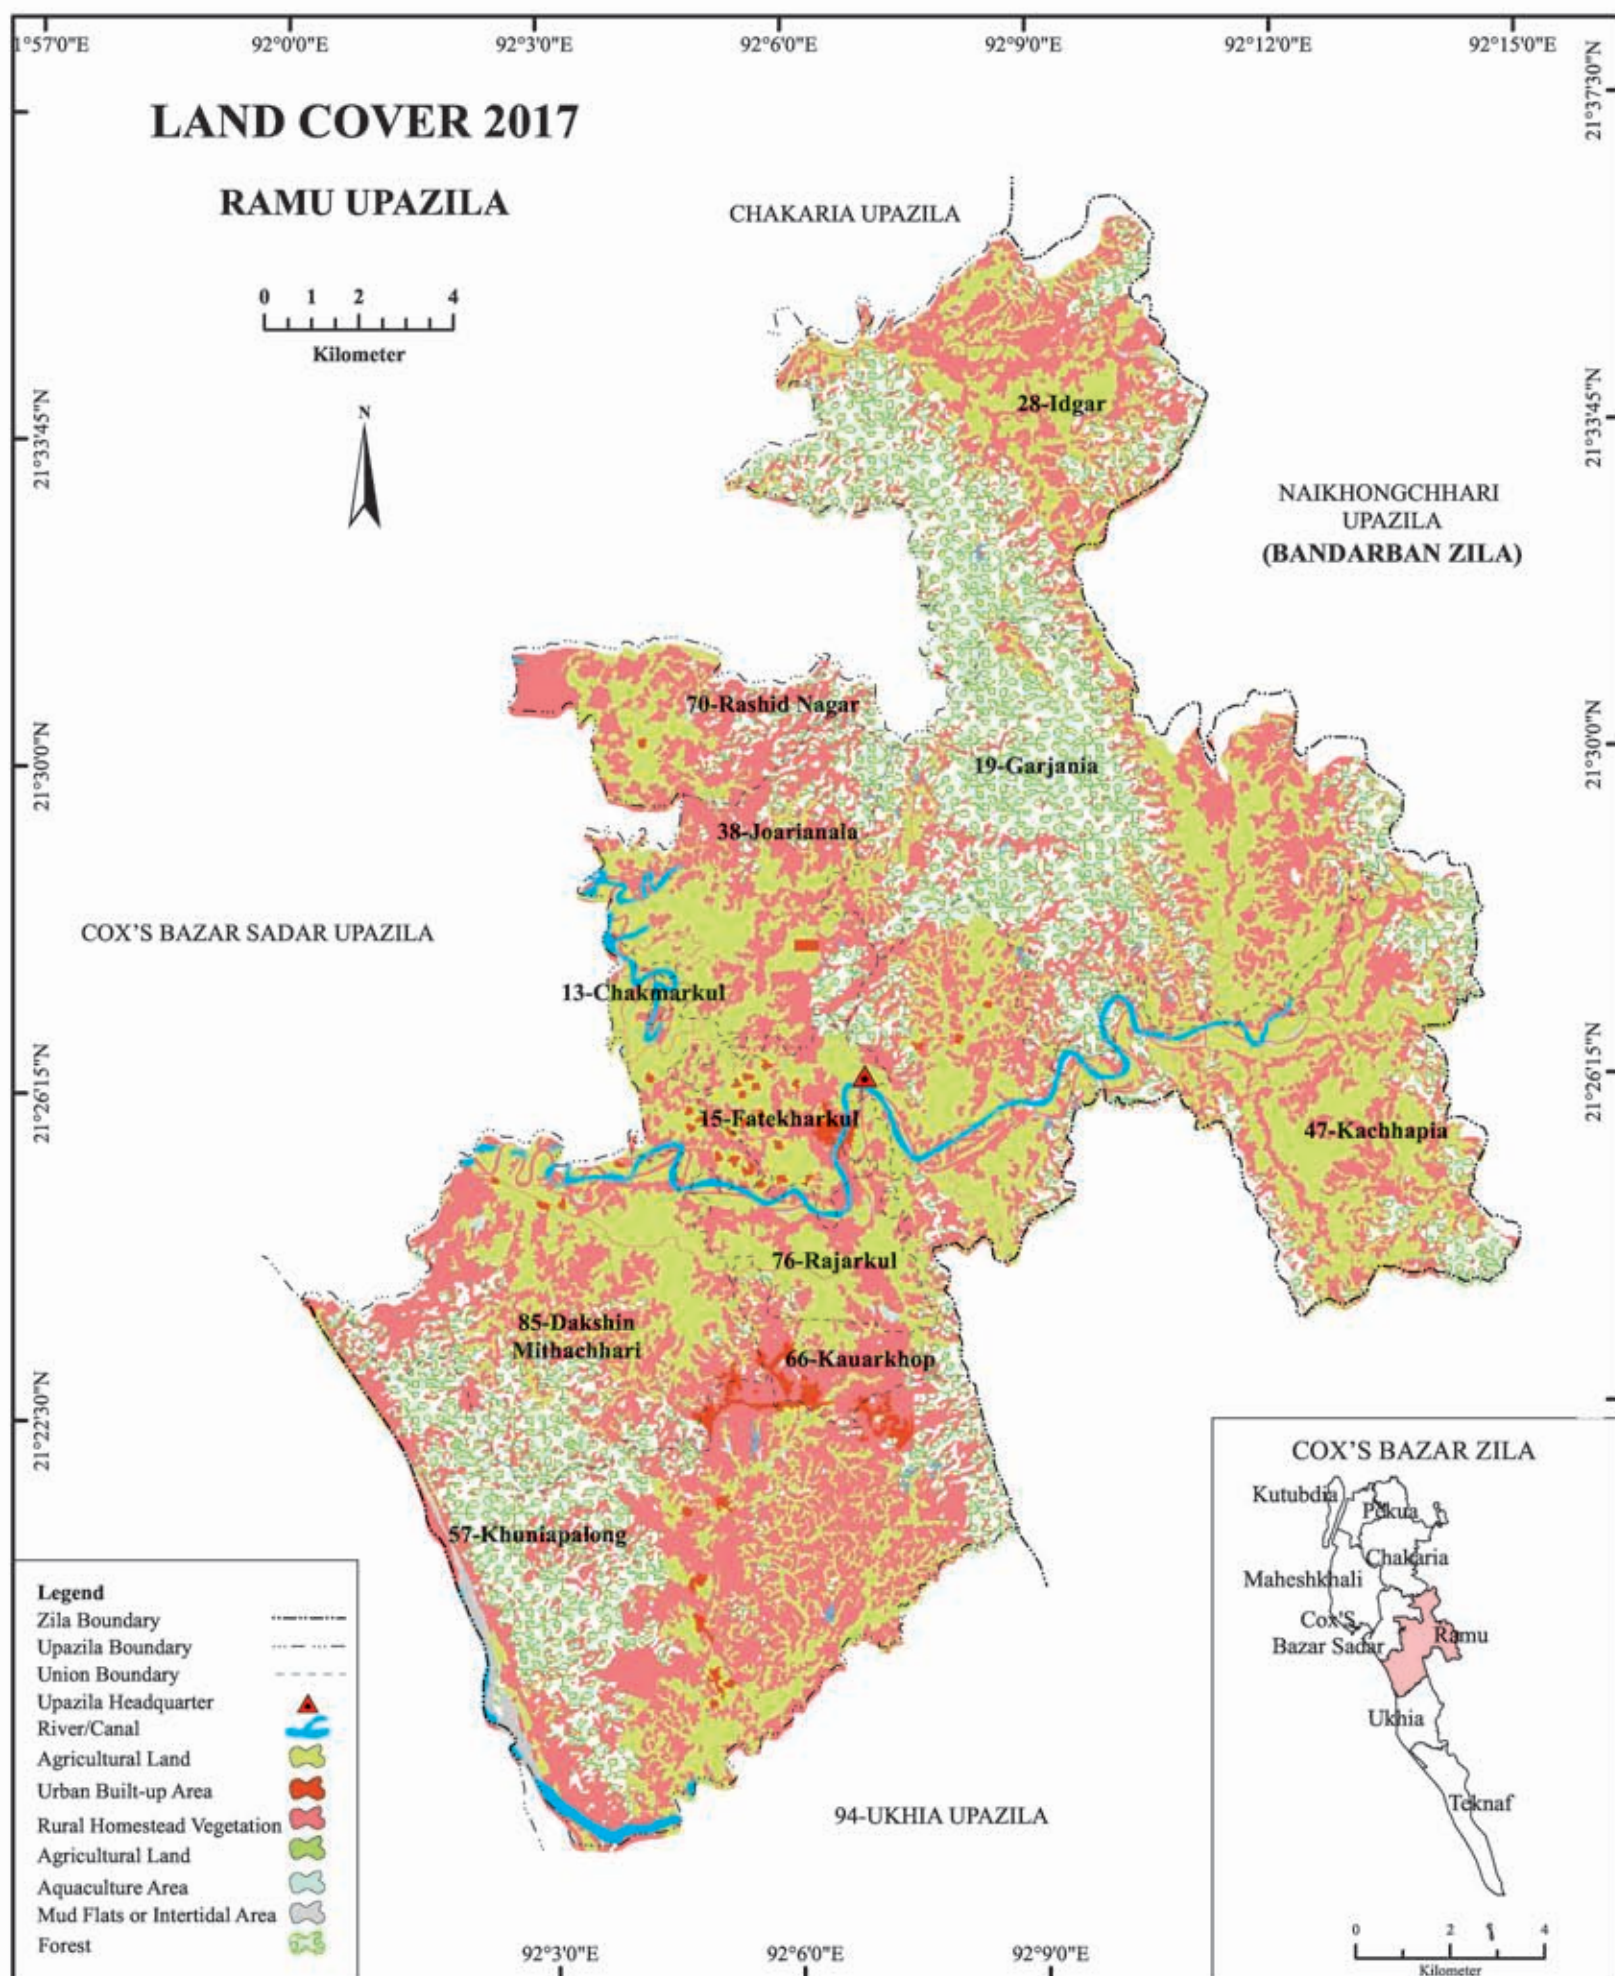 1°57'0"E
92°0'0"E
92°3'0"E
92°6'0"E
92°9'0"E
92°12'0"E
92°15'0"E
21°37'30"N
LAND COVER 2017
RAMU UPAZILA
CHAKARIA UPAZILA
0 1 2 4
Kilometer
N
21°33'45"N
28-Idgar
21°33'45"N
NAIKHONGCHHARI
UPAZILA
(BANDARBAN ZILA)
70-Rashid Nagar
21°30'0"N
19-Garjania
21°30'0"N
38-Joarianala
COX'S BAZAR SADAR UPAZILA
13-Chakmarkul
21°26'15"N
15-Fatekharkul
47-Kachhapia
21°26'15"N
76-Rajarkul
85-Dakshin
Mithachhari
66-Kauarkhop
21°22'30"N
57-Khuniapalong
94-UKHIA UPAZILA
COX'S BAZAR ZILA
Kutubdia
Pekua
Chakaria
Maheshkhali
Cox'S
Bazar Sadar
Ramu
Ukhia
Teknaf
0 2 3 4
Kilometer
Legend
Zila Boundary
Upazila Boundary
Union Boundary
Upazila Headquarter
River/Canal
Agricultural Land
Urban Built-up Area
Rural Homestead Vegetation
Agricultural Land
Aquaculture Area
Mud Flats or Intertidal Area
Forest
92°3'0"E
92°6'0"E
92°9'0"E